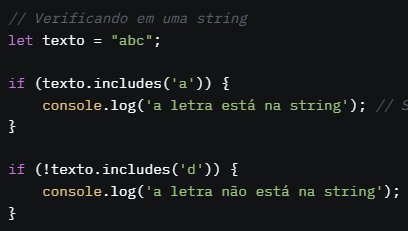 // Verificando em uma string
let texto = "abc";
if (texto.includes('a')) {
console.log('a letra está na string'); //
}
if (!texto.includes('d')) {
console.log('a letra não está na string');
}